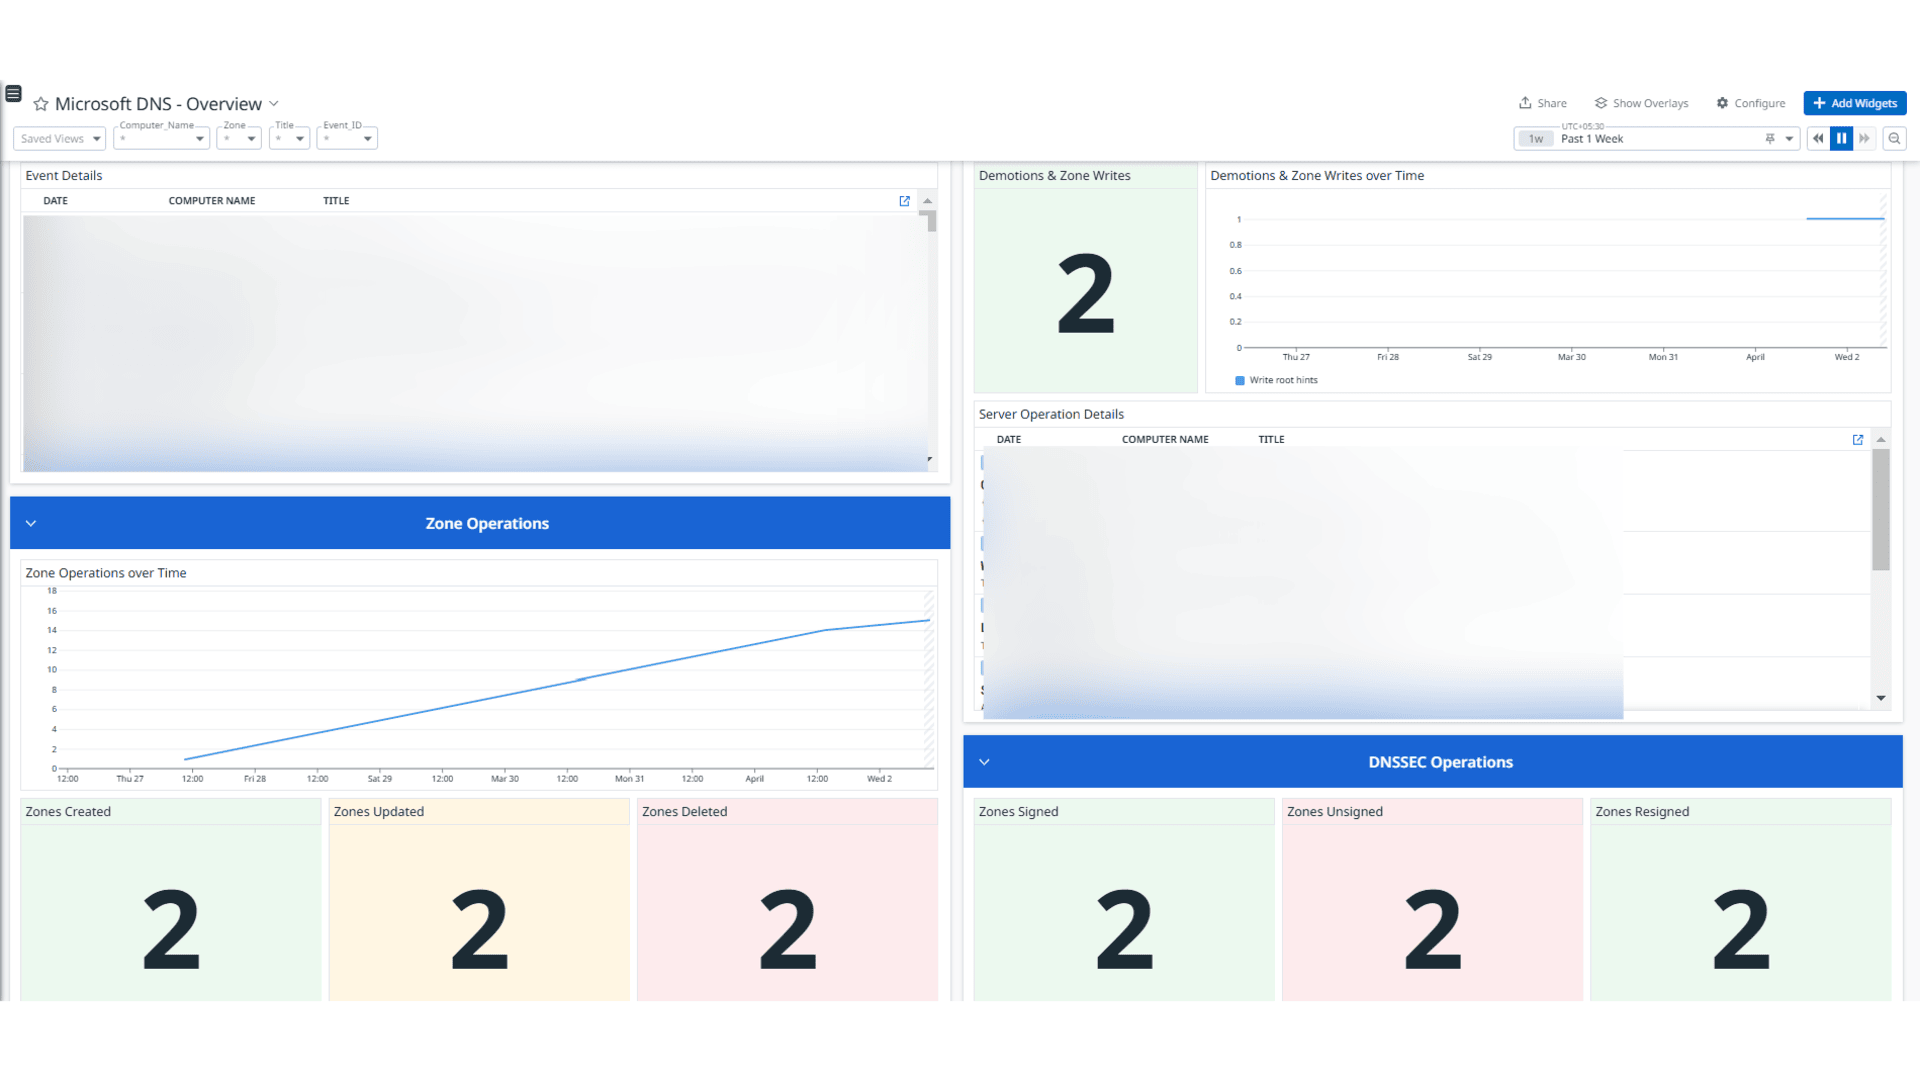 Microsoft DNS - Overview
Share
Show Overlays
Configure
Add Widgets
Saved Views
Computer_Name
*
Zone
*
Title
*
Event_ID
*
UTC+05:30
1w
Past 1 Week
Event Details
DATE
COMPUTER NAME
TITLE
Zone Operations
Zone Operations over Time
18
16
14
12
10
8
6
4
2
0
12:00
Thu 27
12:00
Fri 28
12:00
Sat 29
12:00
Mar 30
12:00
Mon 31
12:00
April
12:00
Wed 2
Zones Created
2
Zones Updated
2
Zones Deleted
2
Demotions & Zone Writes
2
Demotions & Zone Writes over Time
1
0.8
0.6
0.4
0.2
0
Thu 27
Fri 28
Sat 29
Mar 30
Mon 31
April
Wed 2
Write root hints
Server Operation Details
DATE
COMPUTER NAME
TITLE
DNSSEC Operations
Zones Signed
2
Zones Unsigned
2
Zones Resigned
2